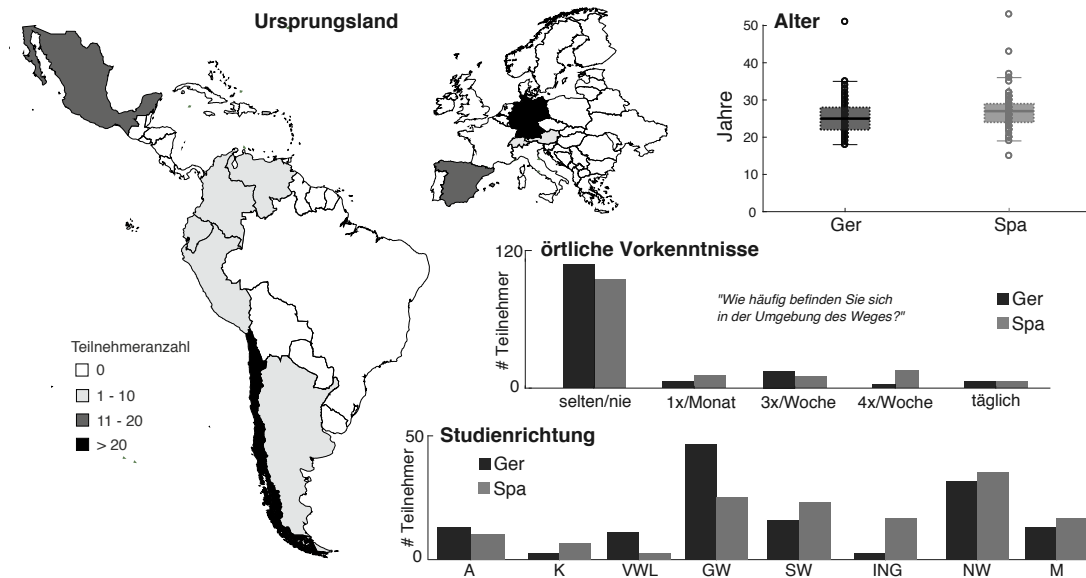 Ursprungsland
Teilnehmeranzahl
0
1 - 10
11 - 20
> 20
Alter
Jahre
50
40
30
20
10
0
Ger
Spa
örtliche Vorkenntnisse
# Teilnehmer
120
0
"Wie häufig befinden Sie sich
in der Umgebung des Weges?"
Ger
Spa
selten/nie
1x/Monat
3x/Woche
4x/Woche
täglich
Studienrichtung
# Teilnehmer
50
0
Ger
Spa
A
K
VWL
GW
SW
ING
NW
M